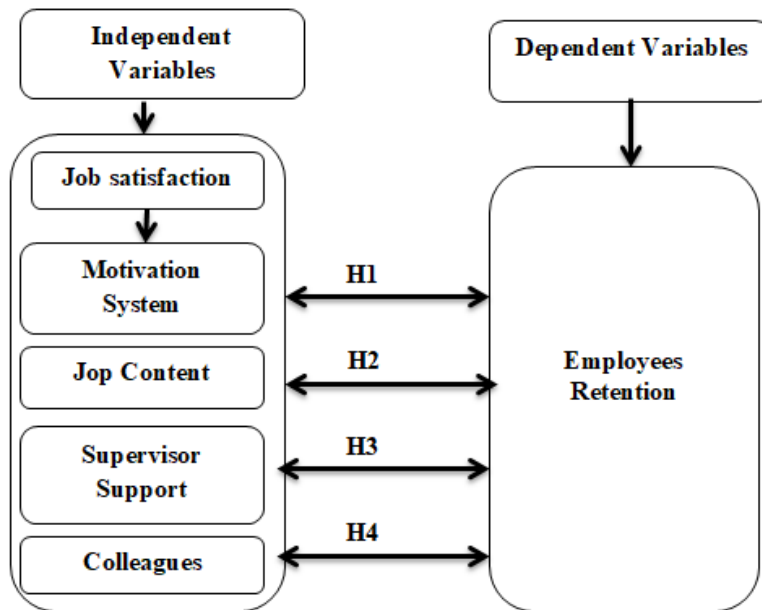 Independent
Variables
Dependent Variables
Job satisfaction
Motivation
System
H1
Jop Content
H2
Employees
Retention
Supervisor
Support
H3
Colleagues
H4